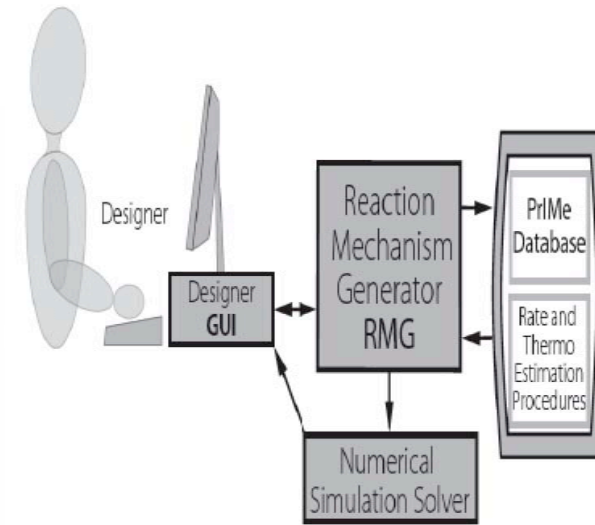 Designer
Designer
GUI
Reaction
Mechanism
Generator
RMG
PrIMe
Database
Rate and
Thermo
Estimation
Procedures
Numerical
Simulation Solver